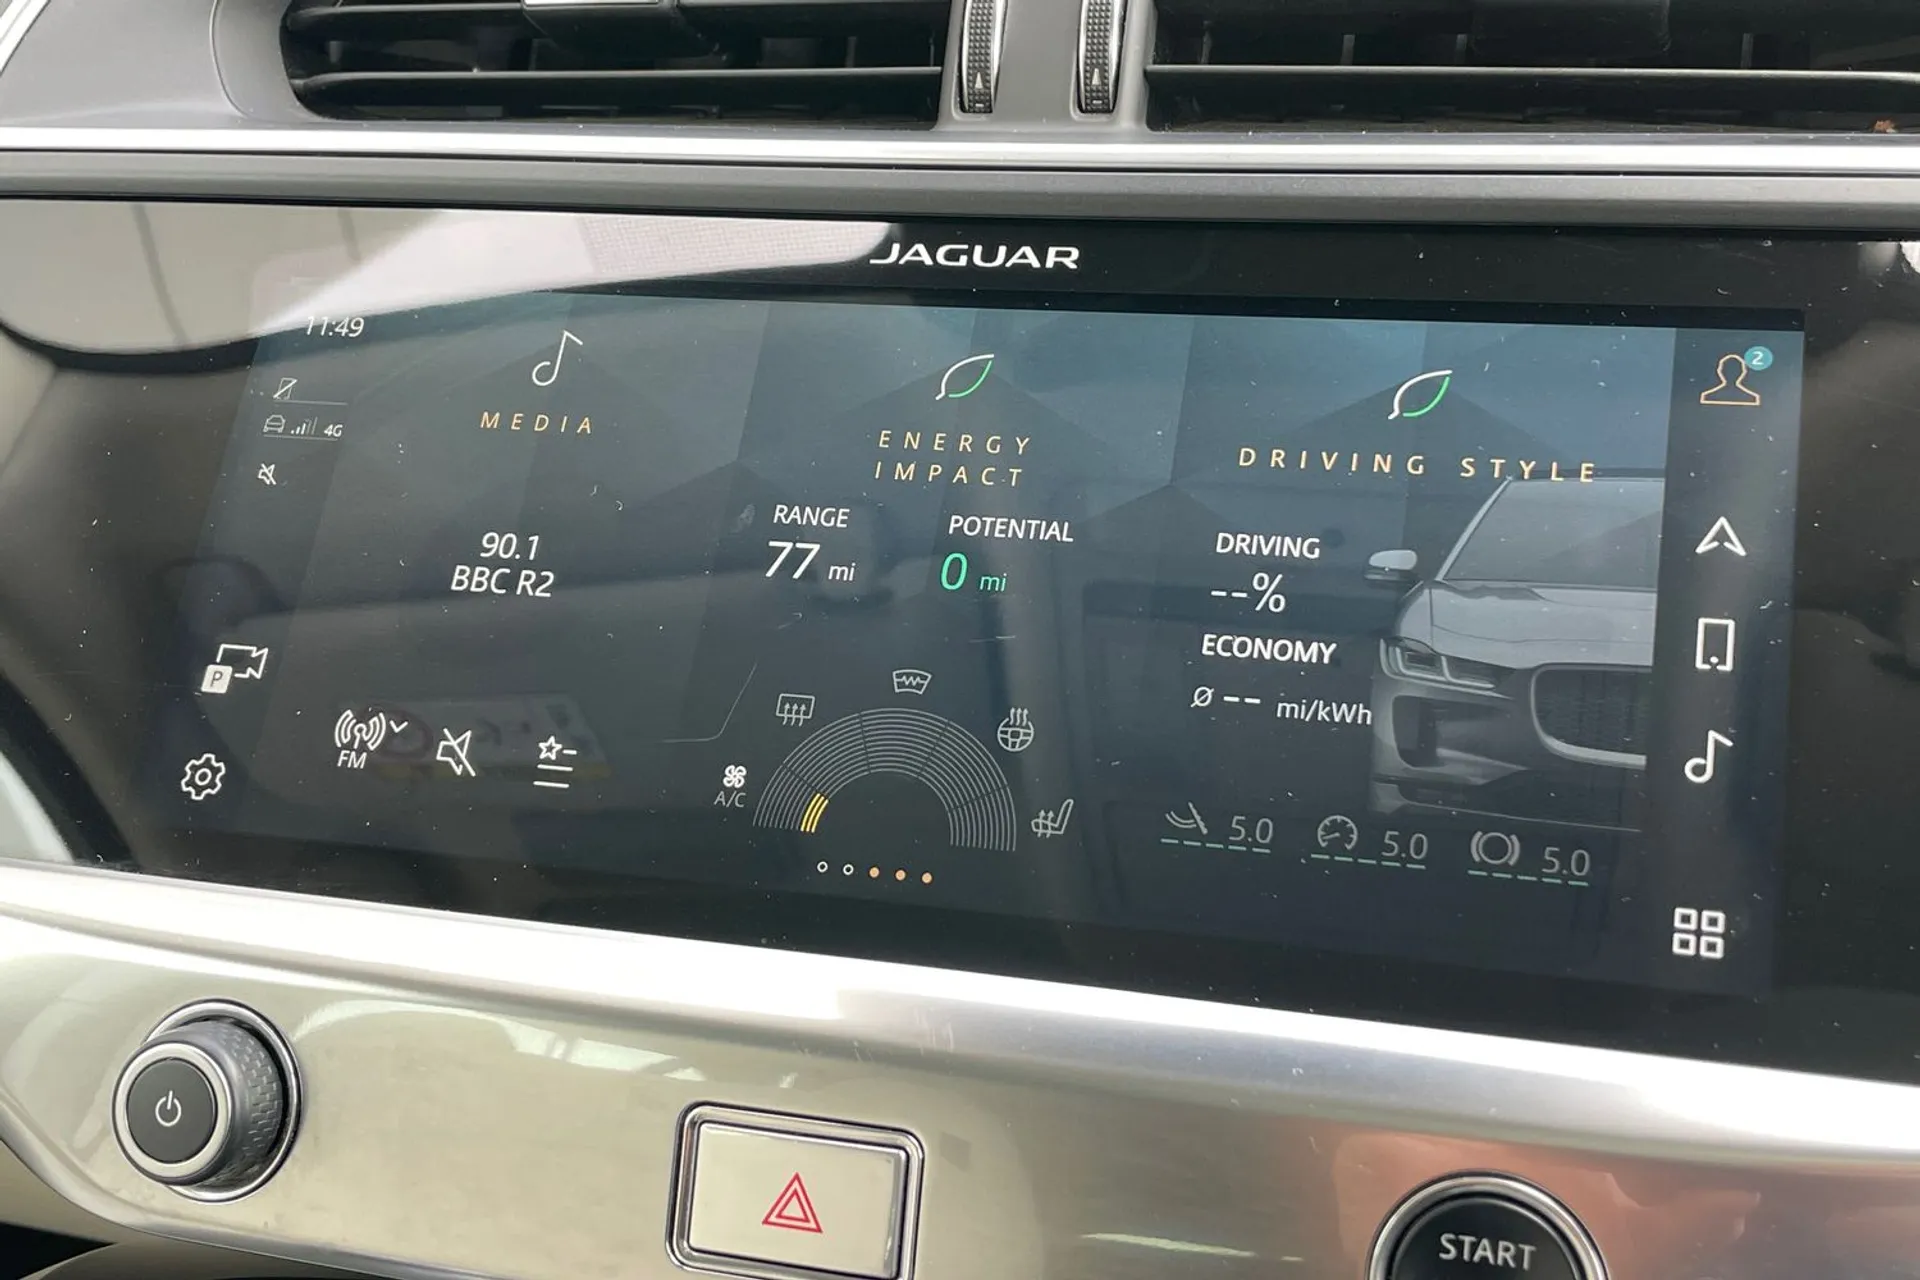 JAGUAR
11:49
4G
MEDIA
90.1
BBC R2
FM
P
ENERGY
IMPACT
RANGE
77 mi
POTENTIAL
0 mi
A/C
DRIVING STYLE
DRIVING
--%
ECONOMY
Ø -- mi/kWh
5.0
5.0
5.0
2
START